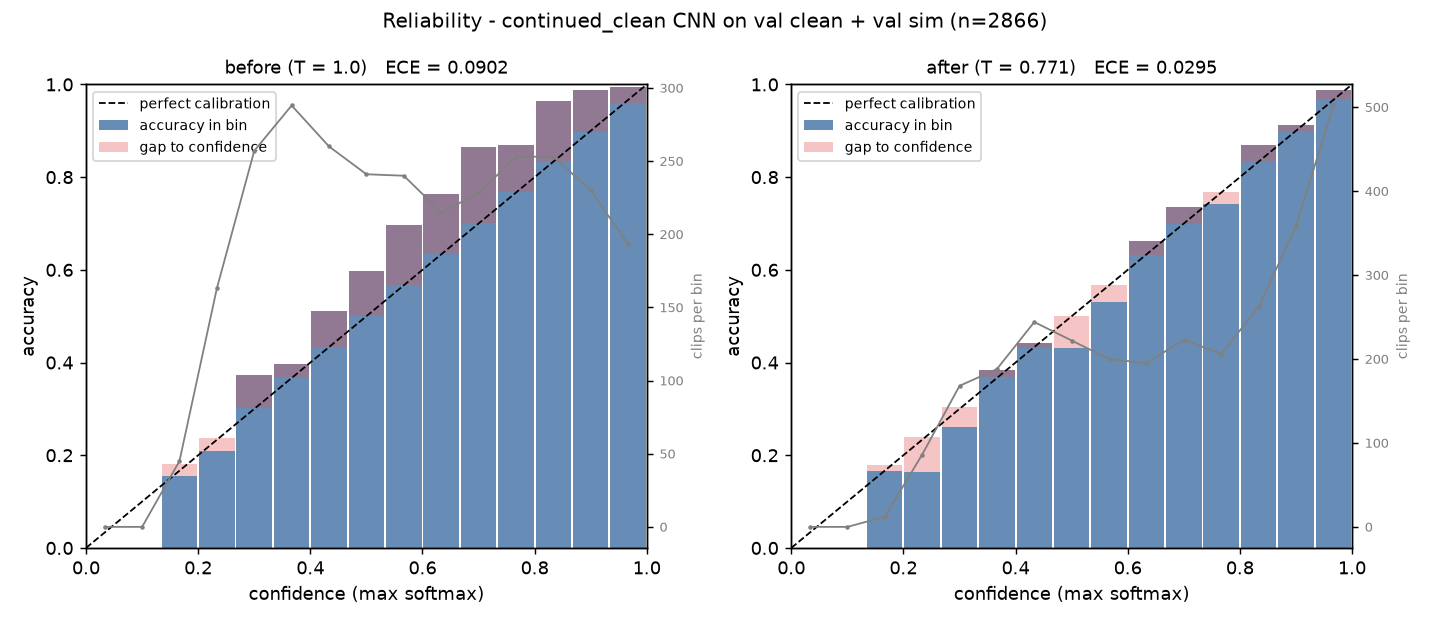 Reliability - continued_clean CNN on val clean + val sim (n=2866)
before (T = 1.0)   ECE = 0.0902
perfect calibration
accuracy in bin
gap to confidence
accuracy
1.0
0.8
0.6
0.4
0.2
0.0
0.0 0.2 0.4 0.6 0.8 1.0
confidence (max softmax)
300
250
200
150
100
50
0
clips per bin
after (T = 0.771)   ECE = 0.0295
perfect calibration
accuracy in bin
gap to confidence
accuracy
1.0
0.8
0.6
0.4
0.2
0.0
0.0 0.2 0.4 0.6 0.8 1.0
confidence (max softmax)
500
400
300
200
100
0
clips per bin